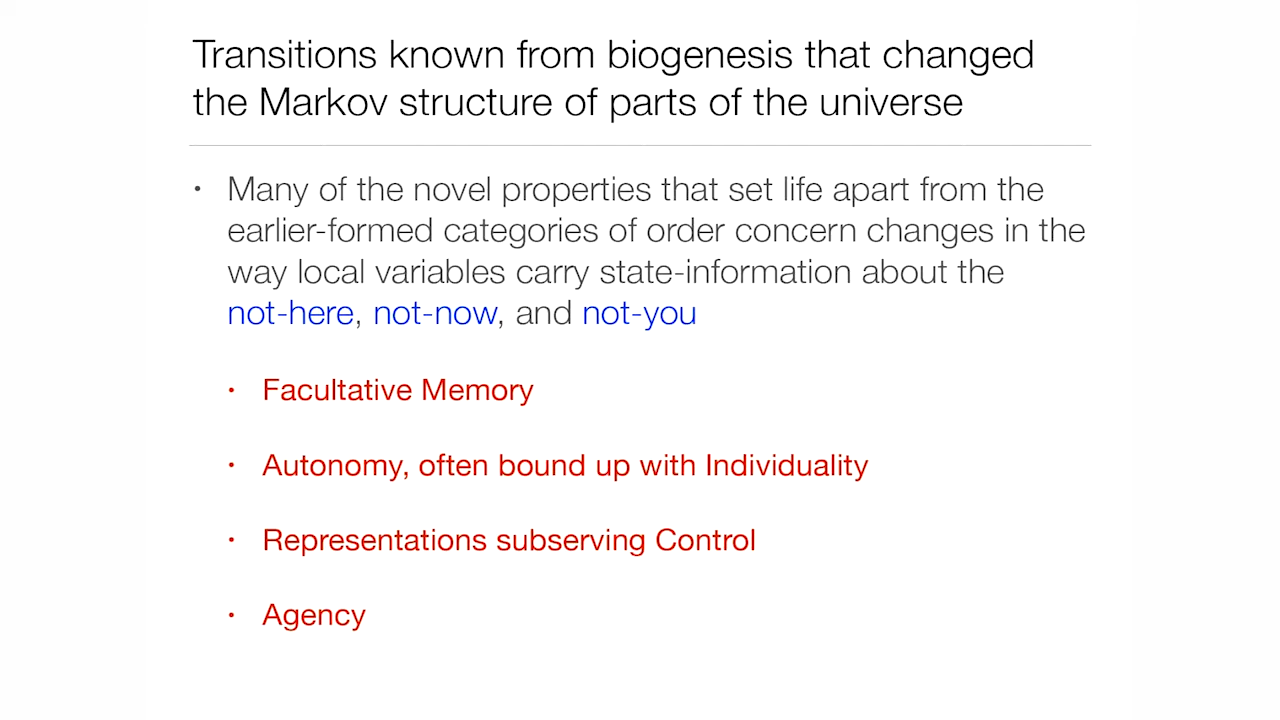 Transitions known from biogenesis that changed
the Markov structure of parts of the universe
• Many of the novel properties that set life apart from the
earlier-formed categories of order concern changes in the
way local variables carry state-information about the
not-here, not-now, and not-you
• Facultative Memory
• Autonomy, often bound up with Individuality
• Representations subserving Control
• Agency